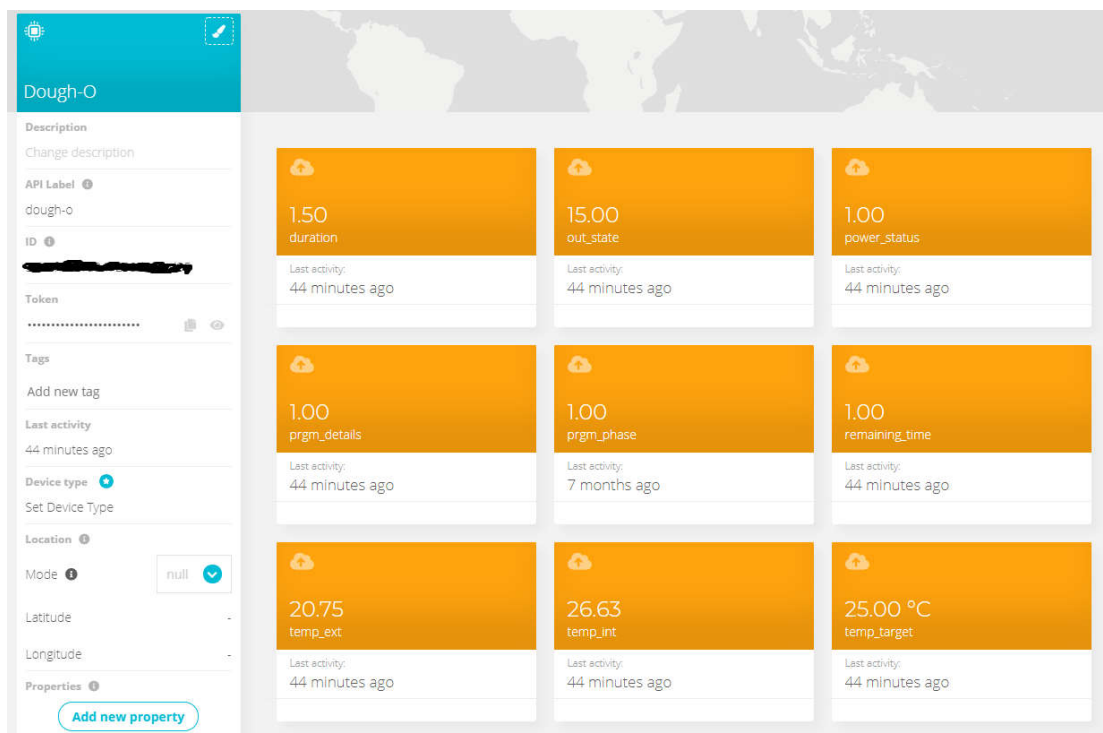 Dough-O
Description
Change description
API Label
dough-o
ID
Token
Tags
Add new tag
Last activity
44 minutes ago
Device type
Set Device Type
Location
Mode
null
Latitude
-
Longitude
-
Properties
Add new property
1.50
duration
Last activity:
44 minutes ago
15.00
out_state
Last activity:
44 minutes ago
1.00
power_status
Last activity:
44 minutes ago
1.00
prgm_details
Last activity:
44 minutes ago
1.00
prgm_phase
Last activity:
7 months ago
1.00
remaining_time
Last activity:
44 minutes ago
20.75
temp_ext
Last activity:
44 minutes ago
26.63
temp_int
Last activity:
44 minutes ago
25.00 °C
temp_target
Last activity:
44 minutes ago